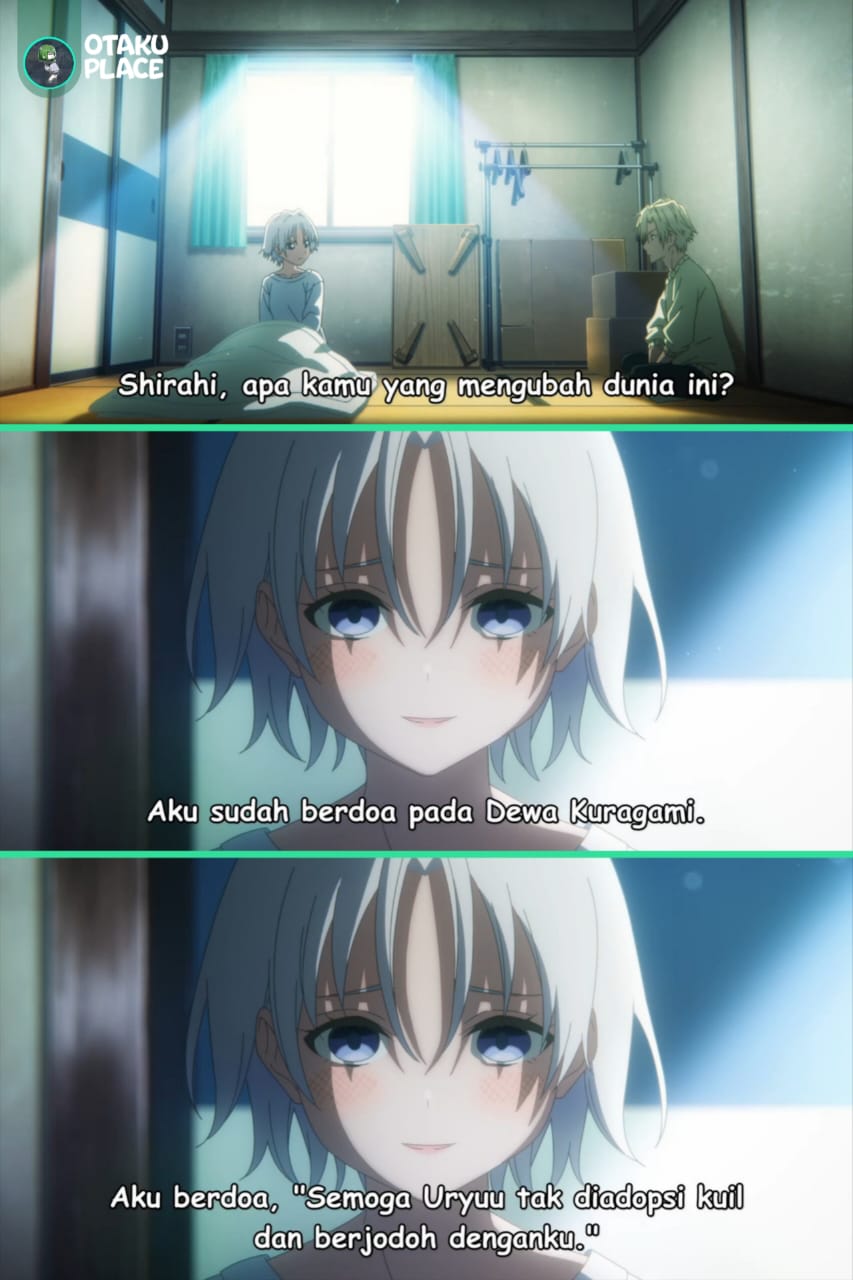 OTAKU
PLACE
Shirahi, apa kamu yang mengubah dunia ini?
Aku sudah berdoa pada Dewa Kuragami.
Aku berdoa, "Semoga Uryuu tak diadopsi kuil
dan berjodoh denganku."